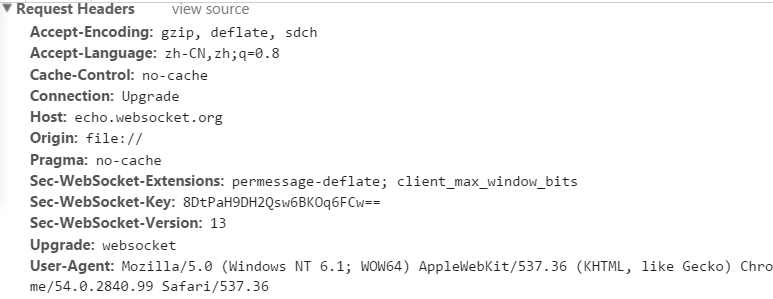 Request Headers view source
Accept-Encoding: gzip, deflate, sdch
Accept-Language: zh-CN,zh;q=0.8
Cache-Control: no-cache
Connection: Upgrade
Host: echo.websocket.org
Origin: file://
Pragma: no-cache
Sec-WebSocket-Extensions: permessage-deflate; client_max_window_bits
Sec-WebSocket-Key: 8DtPaH9DH2Qsw6BKOq6FCw==
Sec-WebSocket-Version: 13
Upgrade: websocket
User-Agent: Mozilla/5.0 (Windows NT 6.1; WOW64) AppleWebKit/537.36 (KHTML, like Gecko) Chro
me/54.0.2840.99 Safari/537.36